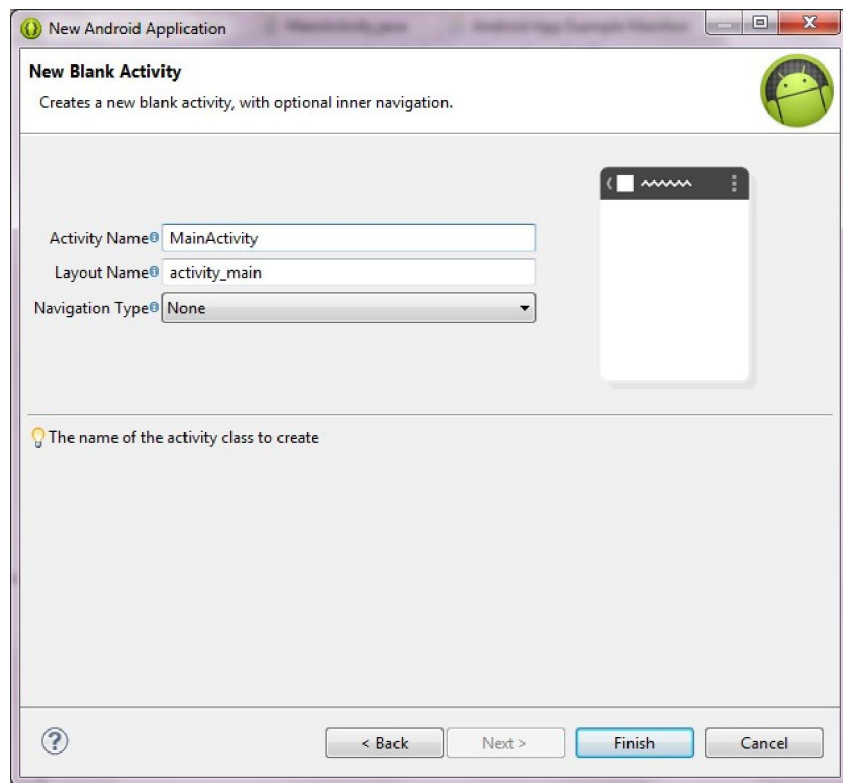 New Android Application
New Blank Activity
Creates a new blank activity, with optional inner navigation.
Activity Name MainActivity
Layout Name activity_main
Navigation Type None
The name of the activity class to create
< Back Next > Finish Cancel